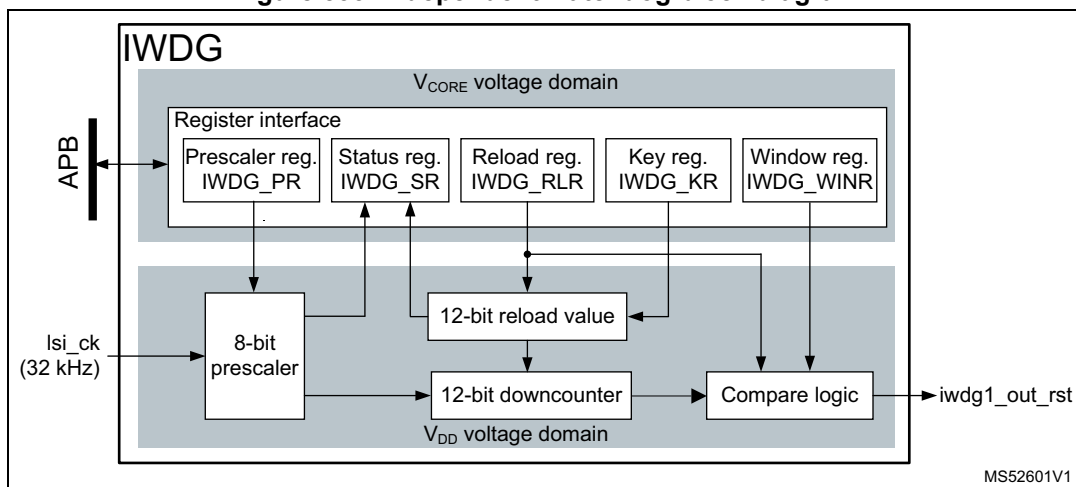 IWDG
V_CORE voltage domain
Register interface
Prescaler reg.
IWDG_PR
Status reg.
IWDG_SR
Reload reg.
IWDG_RLR
Key reg.
IWDG_KR
Window reg.
IWDG_WINR
APB
lsi_ck
(32 kHz)
8-bit
prescaler
12-bit reload value
12-bit downcounter
Compare logic
iwdg1_out_rst
V_DD voltage domain
MS52601V1